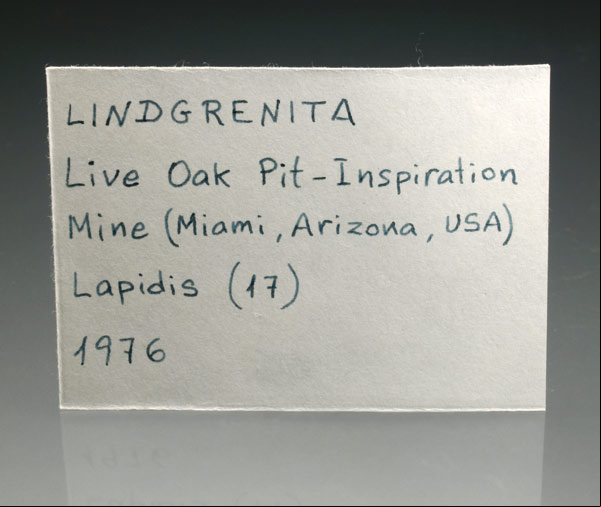 LINDGRENITA
Live Oak Pit-Inspiration
Mine (Miami, Arizona, USA)
Lapidis (17)
1976